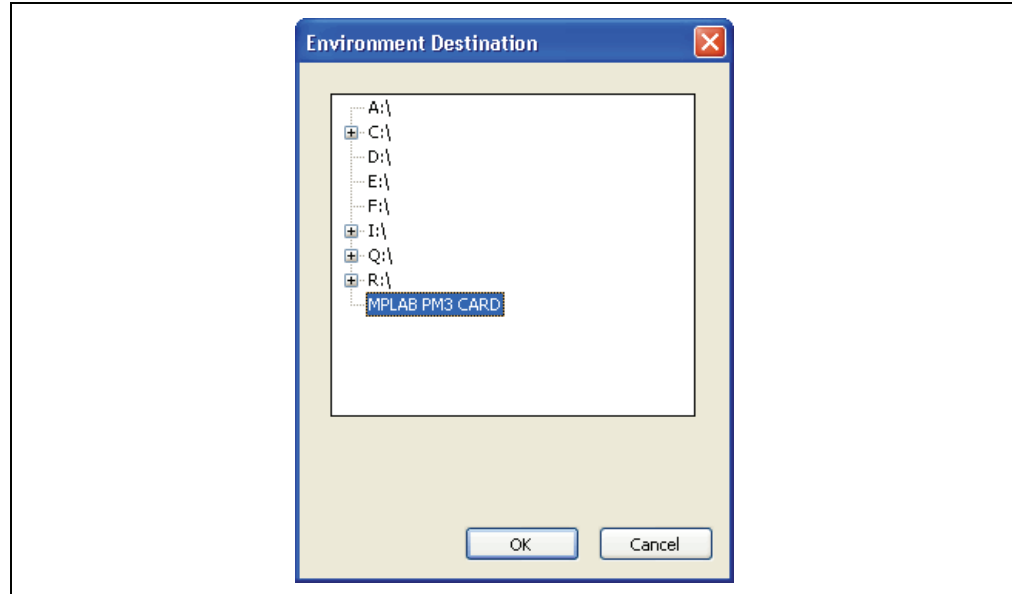 Environment Destination
A:\
C:\
D:\
E:\
F:\
I:\
Q:\
R:\
MPLAB PM3 CARD
OK Cancel